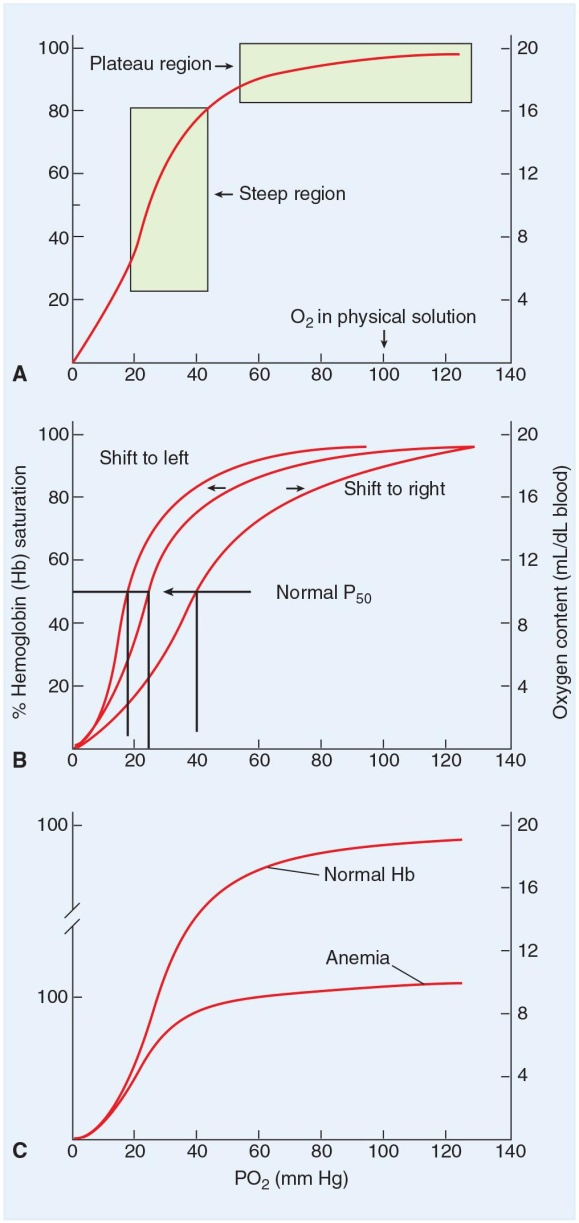 100
80
60
40
20
Plateau region
Steep region
O2 in physical solution
20
16
12
8
4
A
0 20 40 60 80 100 120 140
% Hemoglobin (Hb) saturation
100
80
60
40
20
Shift to left
Shift to right
Normal P50
20
16
12
8
4
Oxygen content (mL/dL blood)
B
0 20 40 60 80 100 120 140
100
100
Normal Hb
Anemia
20
16
12
8
4
C
0 20 40 60 80 100 120 140
PO2 (mm Hg)